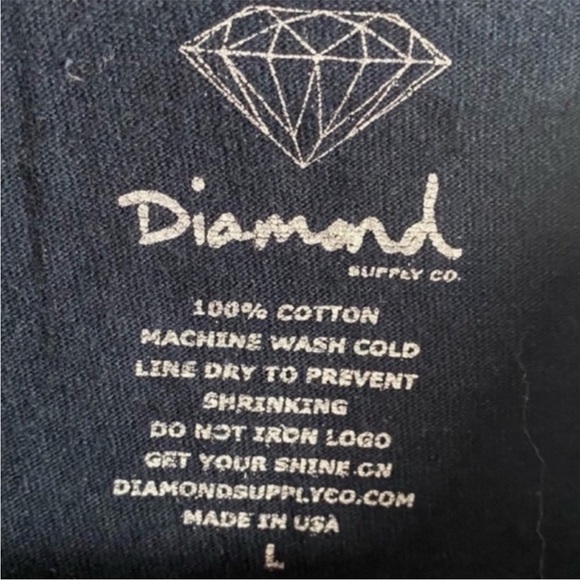 Diamond
SUPPLY CO.
100% COTTON
MACHINE WASH COLD
LINE DRY TO PREVENT
SHRINKING
DO NOT IRON LOGO
GET YOUR SHINE ON
DIAMONDSUPPLYCO.COM
MADE IN USA
L